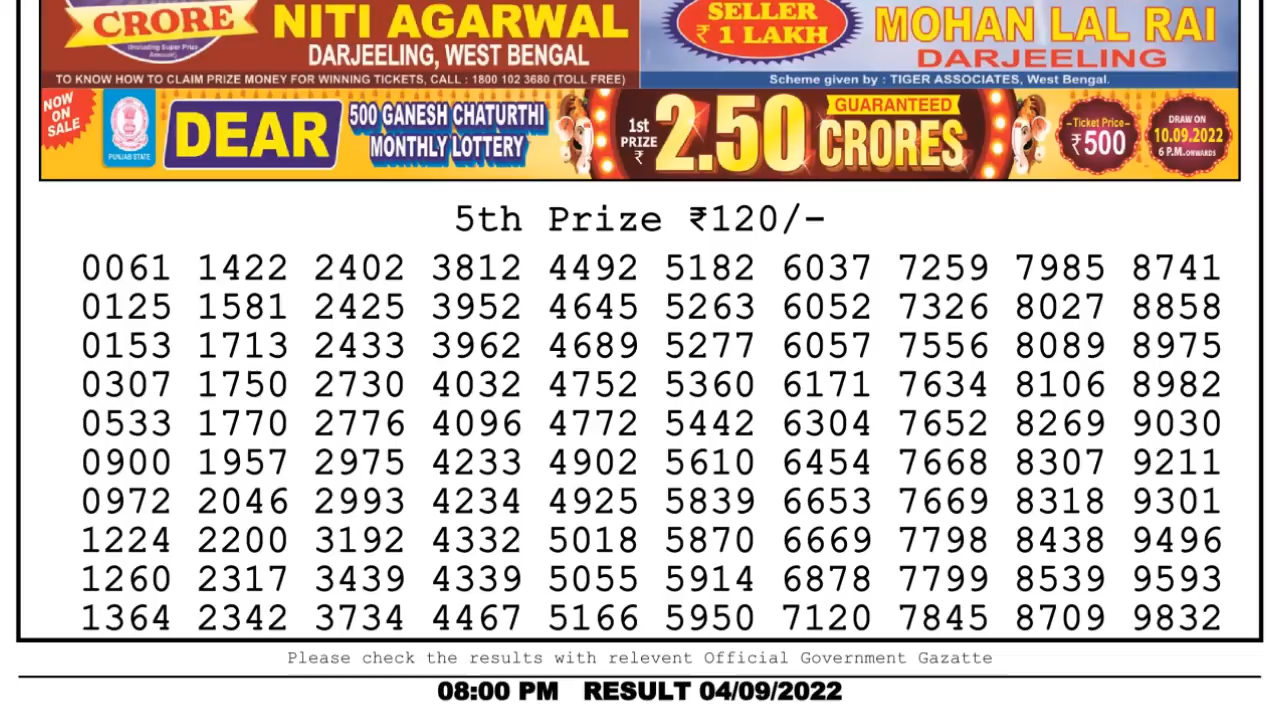 CRORE
(Including Super Prize Amount)
NITI AGARWAL
DARJEELING, WEST BENGAL
TO KNOW HOW TO CLAIM PRIZE MONEY FOR WINNING TICKETS, CALL : 1800 102 3680 (TOLL FREE)
SELLER
₹ 1 LAKH
MOHAN LAL RAI
DARJEELING
Scheme given by : TIGER ASSOCIATES, West Bengal.
NOW
ON
SALE
PUNJAB STATE
DEAR
500 GANESH CHATURTHI
MONTHLY LOTTERY
1st
PRIZE
₹
2.50
GUARANTEED
CRORES
-Ticket Price-
₹500
DRAW ON
10.09.2022
6 P.M. ONWARDS
5th Prize ₹120/-
0061 1422 2402 3812 4492 5182 6037 7259 7985 8741
0125 1581 2425 3952 4645 5263 6052 7326 8027 8858
0153 1713 2433 3962 4689 5277 6057 7556 8089 8975
0307 1750 2730 4032 4752 5360 6171 7634 8106 8982
0533 1770 2776 4096 4772 5442 6304 7652 8269 9030
0900 1957 2975 4233 4902 5610 6454 7668 8307 9211
0972 2046 2993 4234 4925 5839 6653 7669 8318 9301
1224 2200 3192 4332 5018 5870 6669 7798 8438 9496
1260 2317 3439 4339 5055 5914 6878 7799 8539 9593
1364 2342 3734 4467 5166 5950 7120 7845 8709 9832
Please check the results with relevent Official Government Gazatte
08:00 PM RESULT 04/09/2022